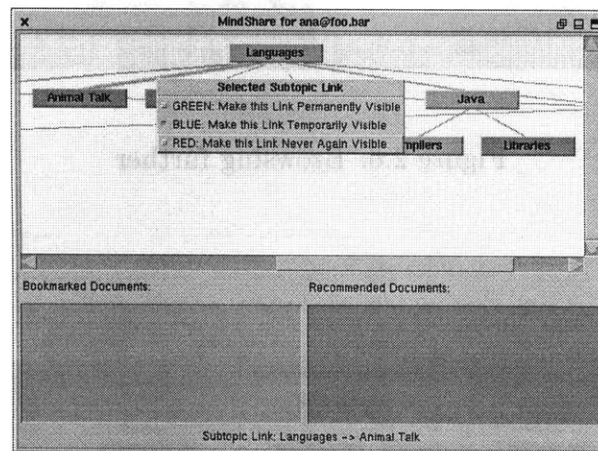 MindShare for ana@foo.bar
Languages
Selected Subtopic Link
Animal Talk
GREEN: Make this Link Permanently Visible
Java
BLUE: Make this Link Temporarily Visible
RED: Make this Link Never Again Visible
mpilers
Libraries
Bookmarked Documents:
Recommended Documents:
Subtopic Link: Languages -> Animal Talk